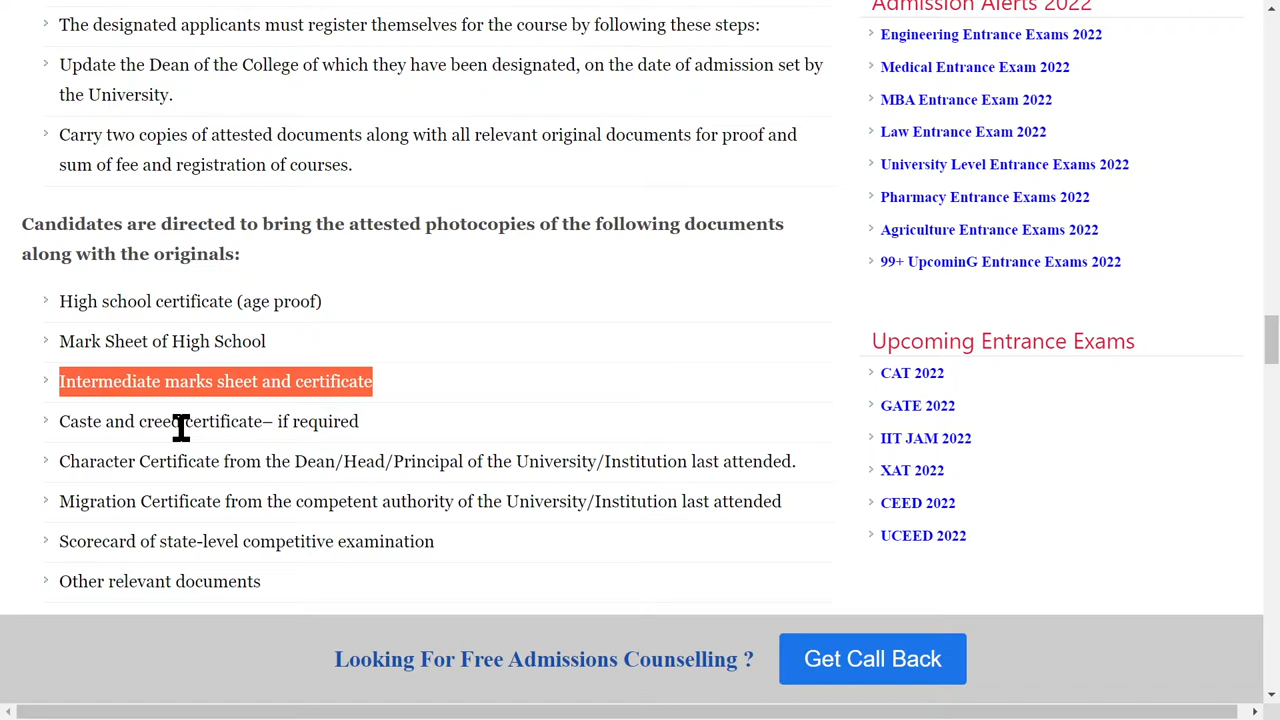 The designated applicants must register themselves for the course by following these steps:
Update the Dean of the College of which they have been designated, on the date of admission set by
the University.
Carry two copies of attested documents along with all relevant original documents for proof and
sum of fee and registration of courses.
Candidates are directed to bring the attested photocopies of the following documents
along with the originals:
High school certificate (age proof)
Mark Sheet of High School
Intermediate marks sheet and certificate
Caste and creed certificate– if required
Character Certificate from the Dean/Head/Principal of the University/Institution last attended.
Migration Certificate from the competent authority of the University/Institution last attended
Scorecard of state-level competitive examination
Other relevant documents
Admission Alerts 2022
Engineering Entrance Exams 2022
Medical Entrance Exam 2022
MBA Entrance Exam 2022
Law Entrance Exam 2022
University Level Entrance Exams 2022
Pharmacy Entrance Exams 2022
Agriculture Entrance Exams 2022
99+ UpcominG Entrance Exams 2022
Upcoming Entrance Exams
CAT 2022
GATE 2022
IIT JAM 2022
XAT 2022
CEED 2022
UCEED 2022
Looking For Free Admissions Counselling ?
Get Call Back